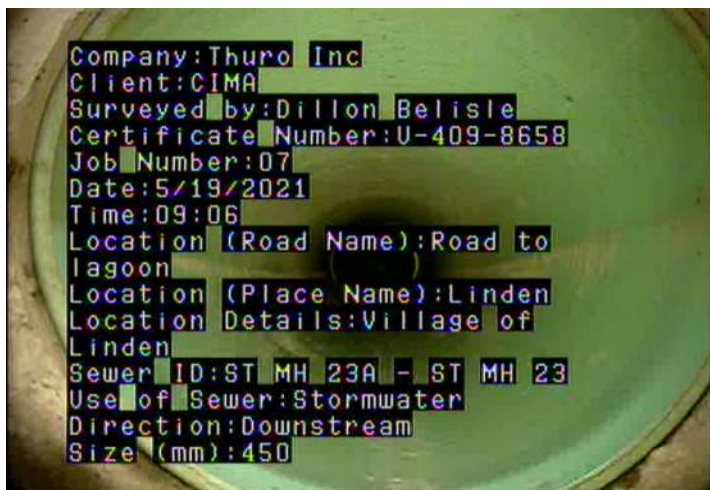 Company:Thuro Inc
Client:CIMA
Surveyed by:Dillon Belisle
Certificate Number:U-409-8658
Job Number:07
Date:5/19/2021
Time:09:06
Location (Road Name):Road to
lagoon
Location (Place Name):Linden
Location Details:Village of
Linden
Sewer ID:ST MH 23A - ST MH 23
Use of Sewer:Stormwater
Direction:Downstream
Size (mm):450